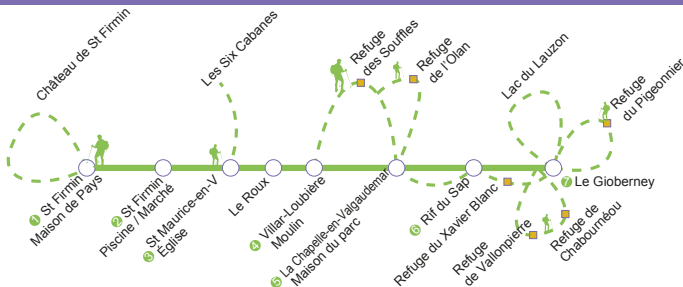 Château de St Firmin
Les Six Cabanes
Refuge
des Souffles
Refuge
de l'Olan
Lac du Lauzon
Refuge
du Pigeonnier
1 St Firmin
Maison de Pays
2 St Firmin
Piscine / Marché
3 St Maurice-en-V
Église
Le Roux
4 Villar-Loubière
Moulin
5 La Chapelle-en-Valgaudemar
Maison du parc
6 Rif du Sap
Refuge du Xavier Blanc
Refuge
de Vallonpierre
Refuge de
Chabournéou
7 Le Gioberney